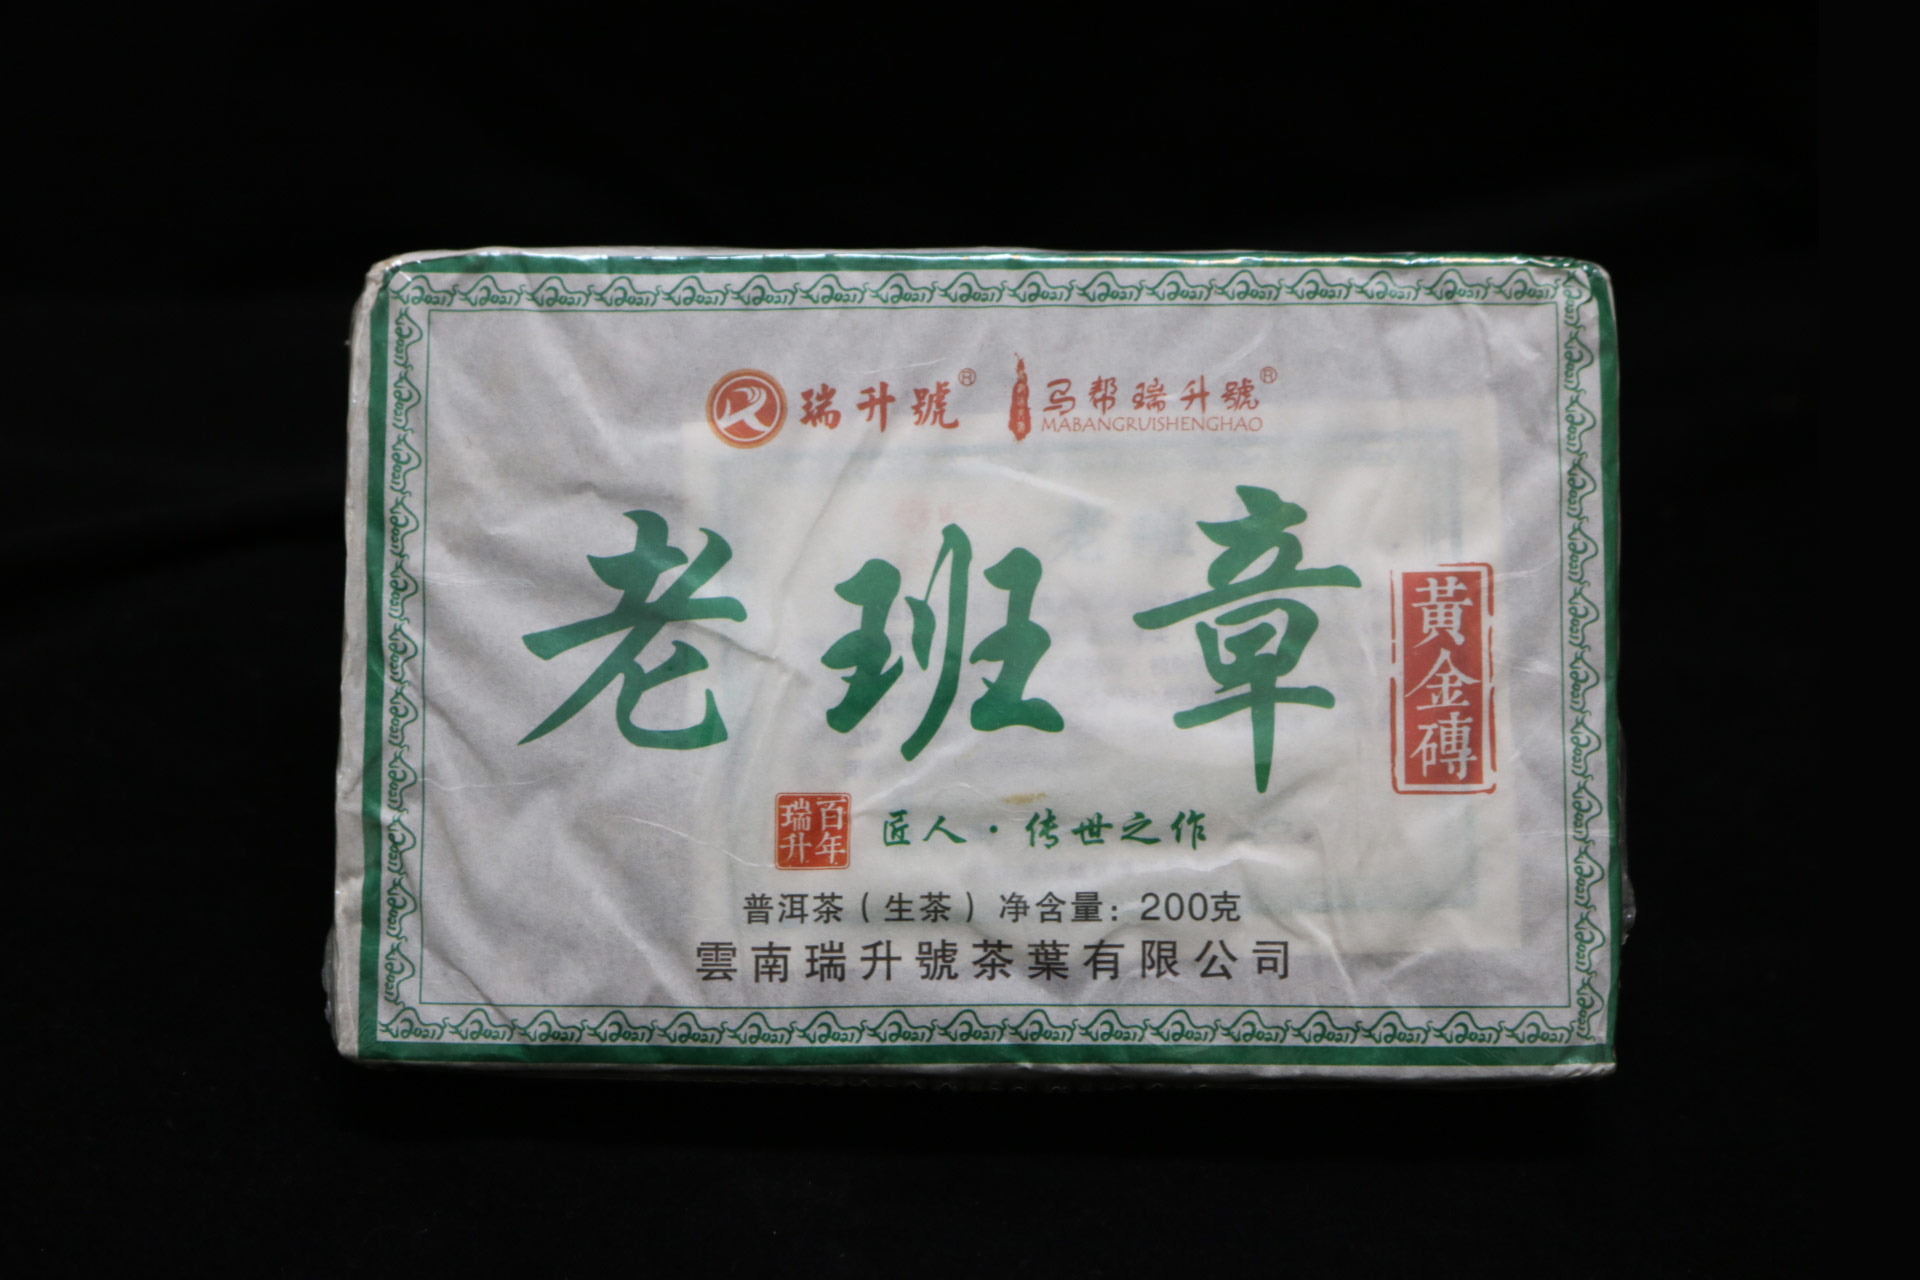 瑞升號® 马帮瑞升號®
MABANGRUISHENGHAO
老班章
黃金磚
百年瑞升
匠人·传世之作
普洱茶（生茶）净含量：200克
雲南瑞升號茶葉有限公司
2021